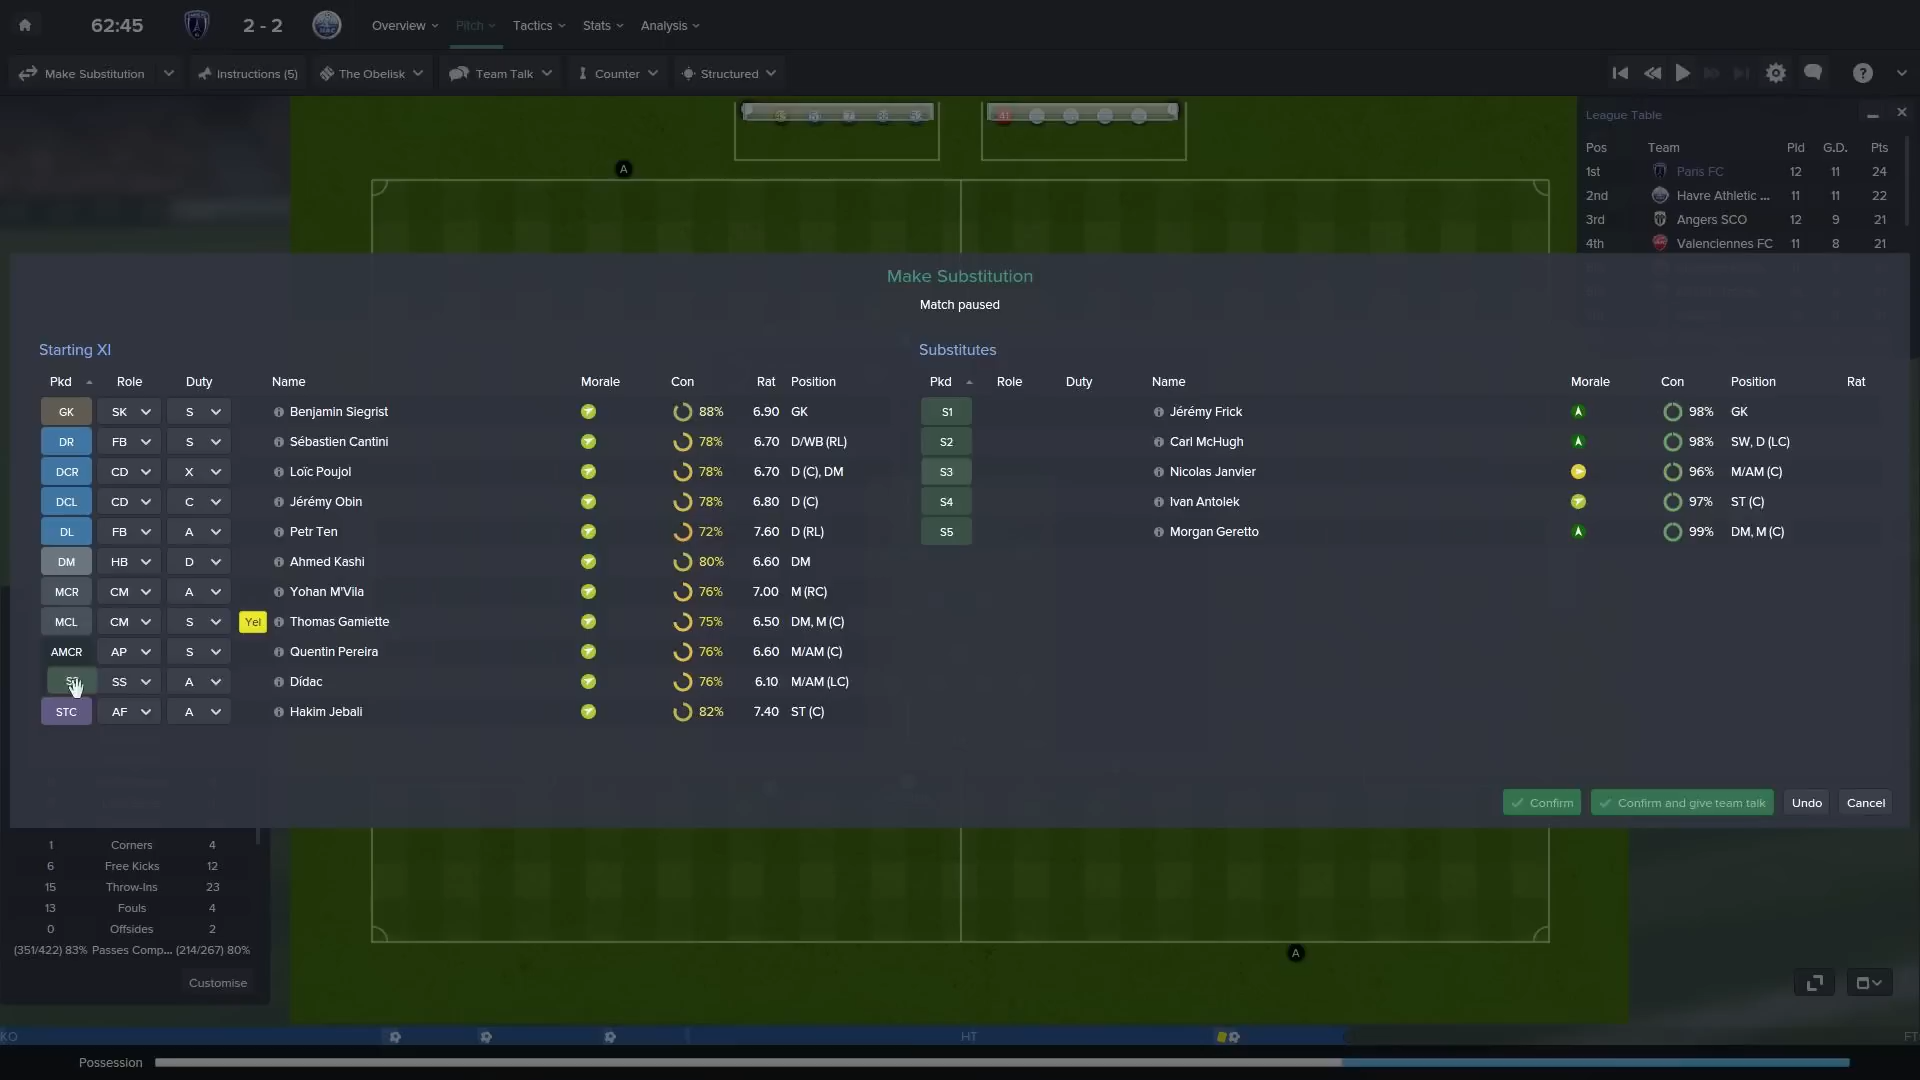 62:45 2 - 2 Overview Pitch Tactics Stats Analysis
Make Substitution Instructions (5) The Obelisk Team Talk Counter Structured ?
League Table
Pos Team Pld G.D. Pts
1st Paris FC 12 11 24
2nd Havre Athletic ... 11 11 22
3rd Angers SCO 12 9 21
4th Valenciennes FC 11 8 21
41
A
Make Substitution
Match paused
Starting XI
Pkd Role Duty Name Morale Con Rat Position
GK SK S Benjamin Siegrist 88% 6.90 GK
DR FB S Sébastien Cantini 78% 6.70 D/WB (RL)
DCR CD X Loïc Poujol 78% 6.70 D (C), DM
DCL CD C Jérémy Obin 78% 6.80 D (C)
DL FB A Petr Ten 72% 7.60 D (RL)
DM HB D Ahmed Kashi 80% 6.60 DM
MCR CM A Yohan M'Vila 76% 7.00 M (RC)
MCL CM S Yel Thomas Gamiette 75% 6.50 DM, M (C)
AMCR AP S Quentin Pereira 76% 6.60 M/AM (C)
SS A Dídac 76% 6.10 M/AM (LC)
STC AF A Hakim Jebali 82% 7.40 ST (C)
Substitutes
Pkd Role Duty Name Morale Con Position Rat
S1 Jérémy Frick 98% GK
S2 Carl McHugh 98% SW, D (LC)
S3 Nicolas Janvier 96% M/AM (C)
S4 Ivan Antolek 97% ST (C)
S5 Morgan Geretto 99% DM, M (C)
Confirm Confirm and give team talk Undo Cancel
1 Corners 4
6 Free Kicks 12
15 Throw-Ins 23
13 Fouls 4
0 Offsides 2
(351/422) 83% Passes Comp... (214/267) 80%
Customise
A
KO HT FT
Possession